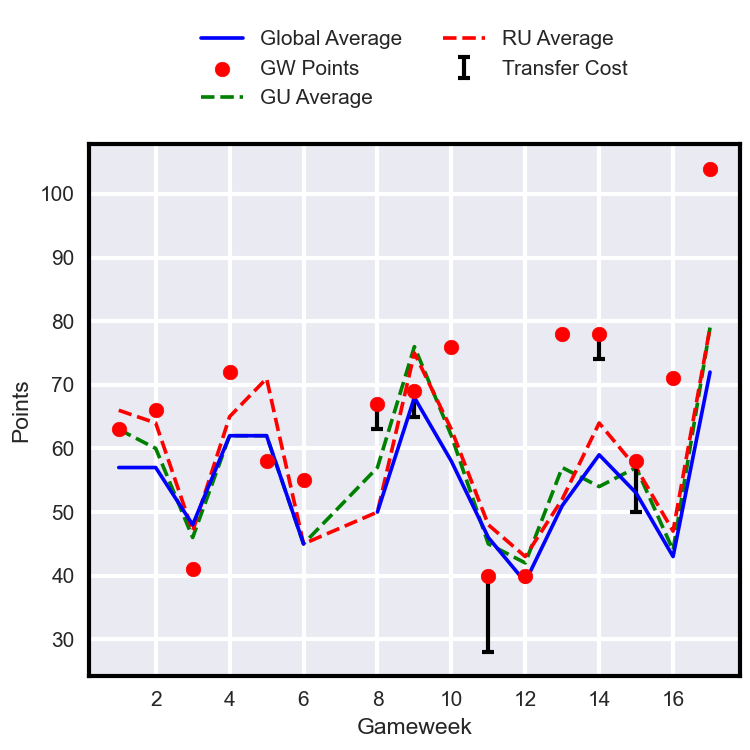 Global Average
GW Points
GU Average
RU Average
Transfer Cost
100
90
80
70
60
50
40
30
Points
2 4 6 8 10 12 14 16
Gameweek